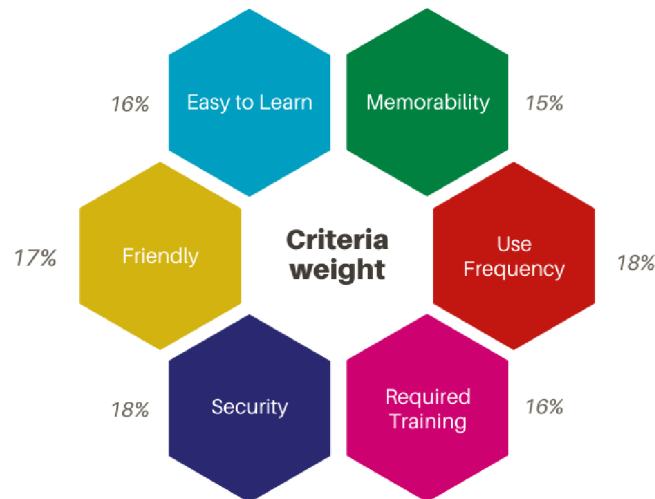 16%
Easy to Learn
Memorability
15%
17%
Friendly
Criteria
weight
Use
Frequency
18%
18%
Security
Required
Training
16%